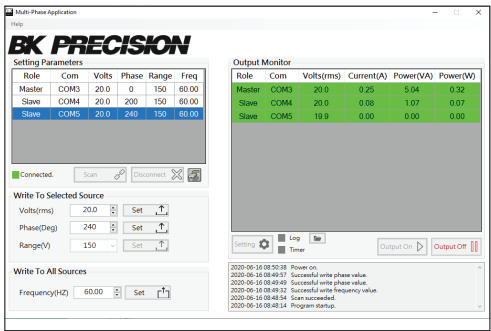 Multi-Phase Application
Help
BK PRECISION
Setting Parameters
Role Com Volts Phase Range Freq
Master COM3 20.0 0 150 60.00
Slave COM4 20.0 200 150 60.00
Slave COM5 20.0 240 150 60.00
Connected. Scan Disconnect
Write To Selected Source
Volts(rms) 20.0 Set
Phase(Deg) 240 Set
Range(V) 150 Set
Write To All Sources
Frequency(HZ) 60.00 Set
Output Monitor
Role Com Volts(rms) Current(A) Power(VA) Power(W)
Master COM3 20.0 0.25 5.04 0.32
Slave COM4 20.0 0.08 1.07 0.07
Slave COM5 19.9 0.00 0.00 0.00
Setting Log
Timer
Output On Output Off
2020-06-16 08:50:38 Power on.
2020-06-16 08:49:57 Successful write phase value.
2020-06-16 08:49:49 Successful write phase value.
2020-06-16 08:49:32 Successful write frequency value.
2020-06-16 08:48:54 Scan succeeded.
2020-06-16 08:48:14 Program startup.